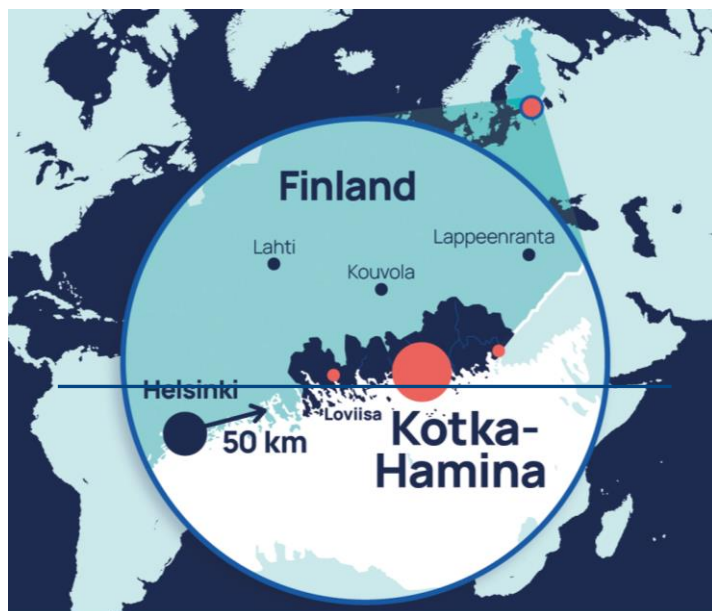 Finland
Lappeenranta
Lahti
Kouvola
Helsinki
Loviisa
50 km
Kotka-
Hamina